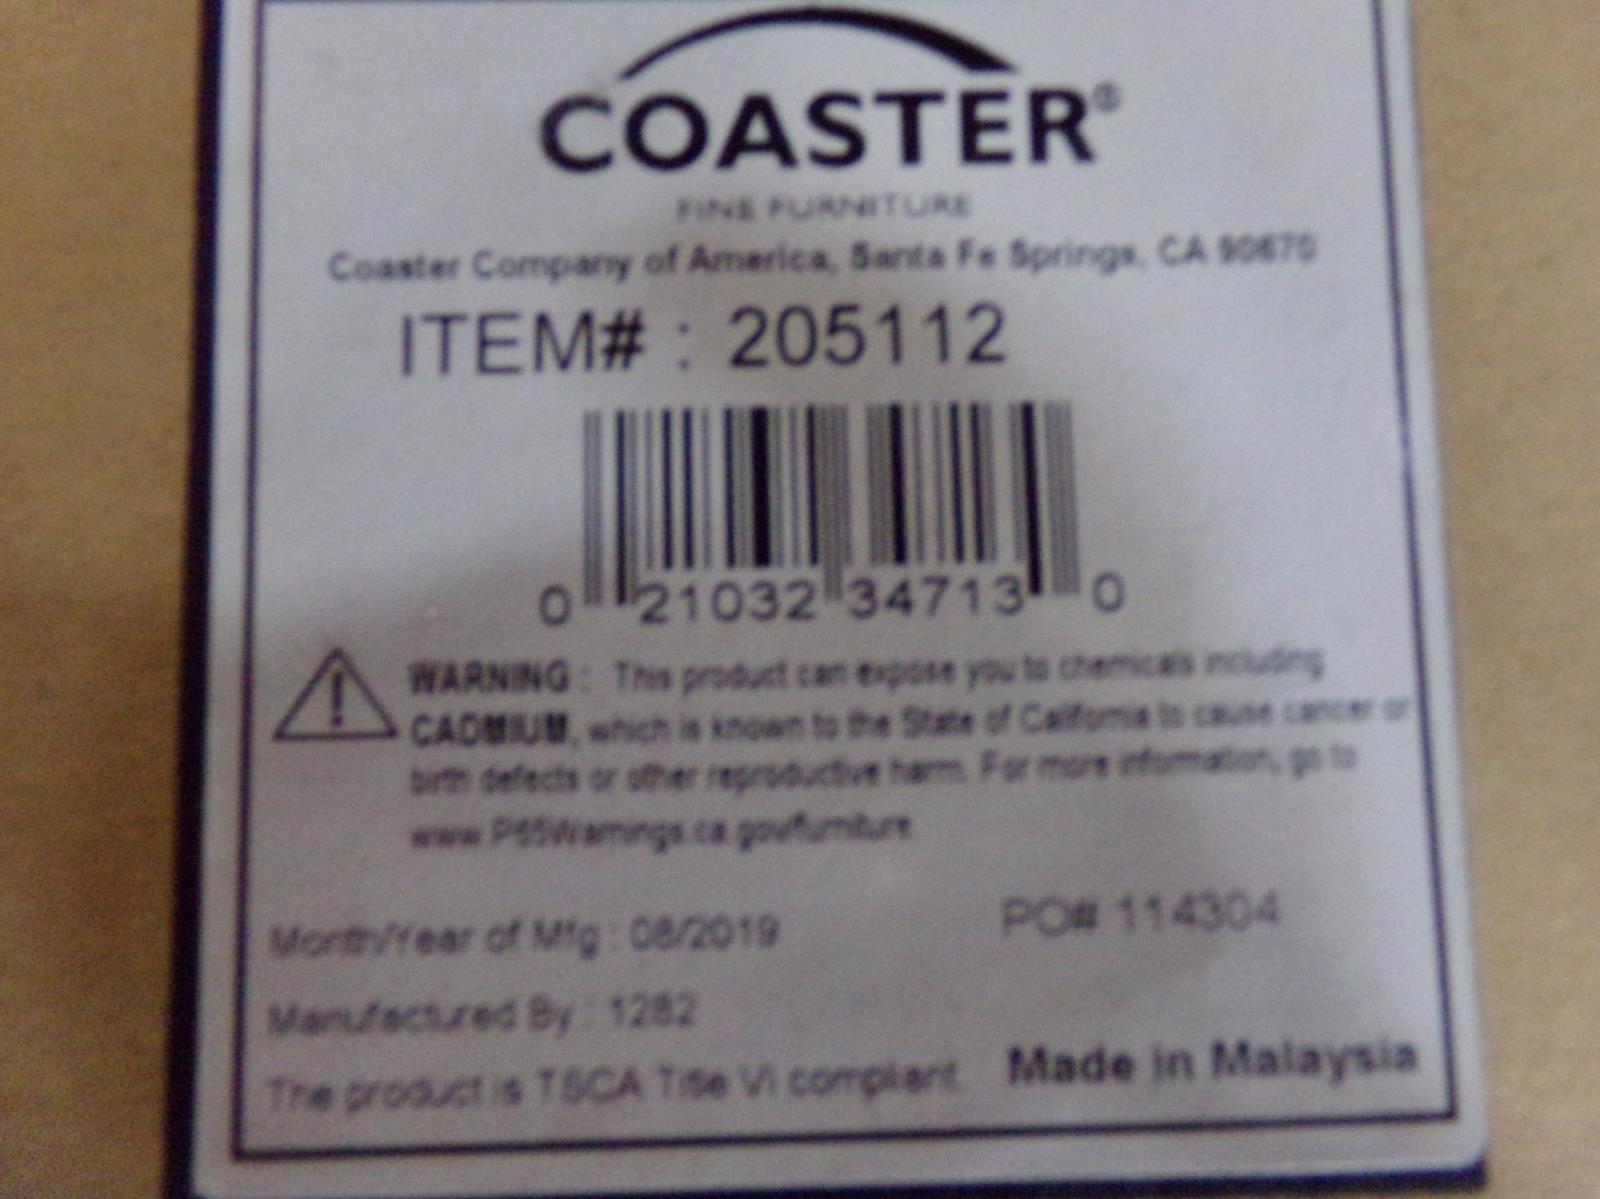 COASTER®
FINE FURNITURE
Coaster Company of America, Santa Fe Springs, CA 90670
ITEM# : 205112
0 21032 34713 0
WARNING : This product can expose you to chemicals including
CADMIUM, which is known to the State of California to cause cancer or
birth defects or other reproductive harm. For more information, go to
www.P65Warnings.ca.gov/furniture.
Month/Year of Mfg : 08/2019
PO# 114304
Manufactured By : 1282
The product is TSCA Title VI compliant.
Made in Malaysia